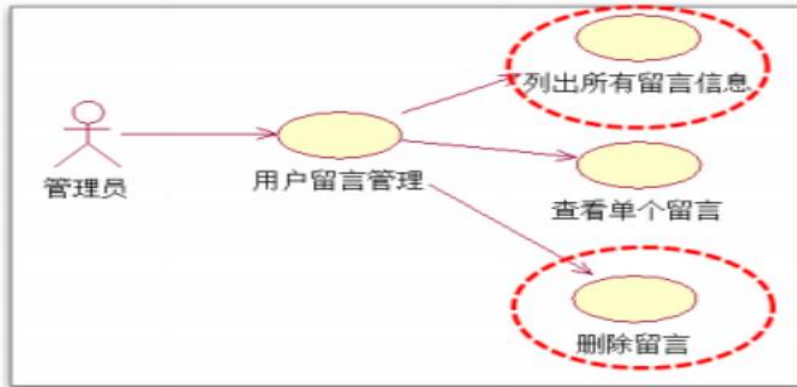 列出所有留言信息
管理员
用户留言管理
查看单个留言
删除留言